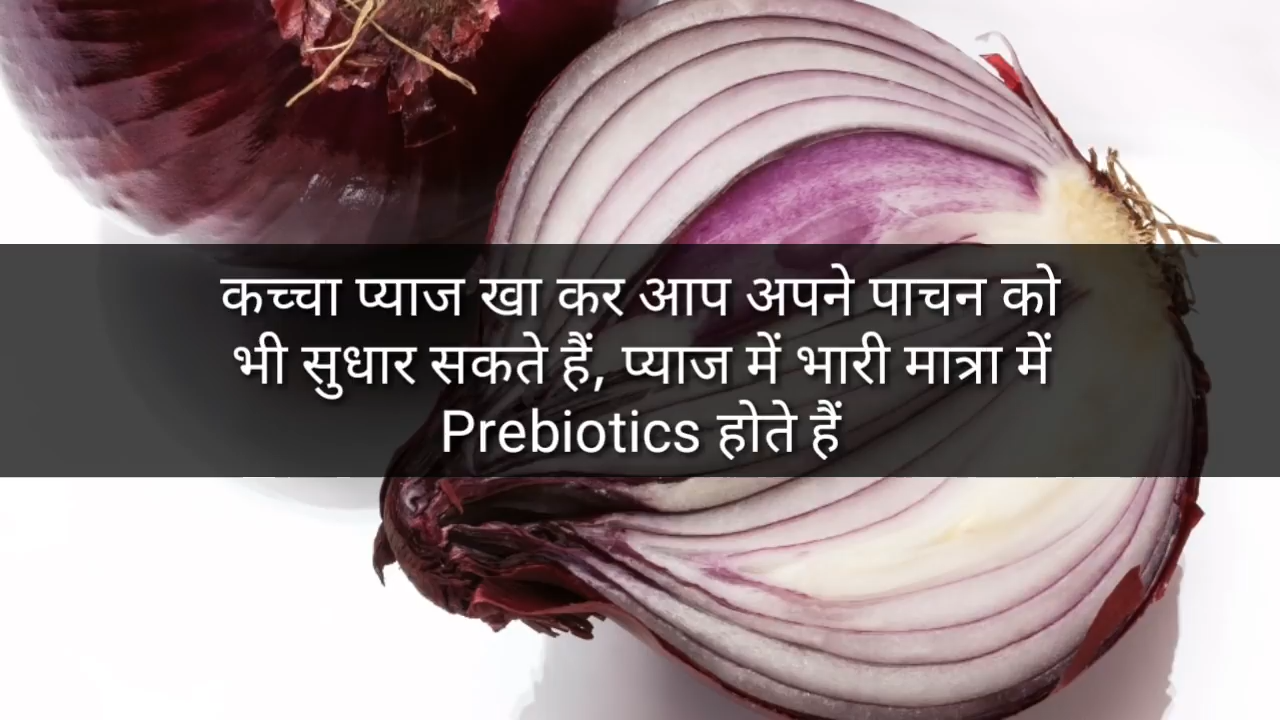 कच्चा प्याज खा कर आप अपने पाचन को
भी सुधार सकते हैं, प्याज में भारी मात्रा में
Prebiotics होते हैं